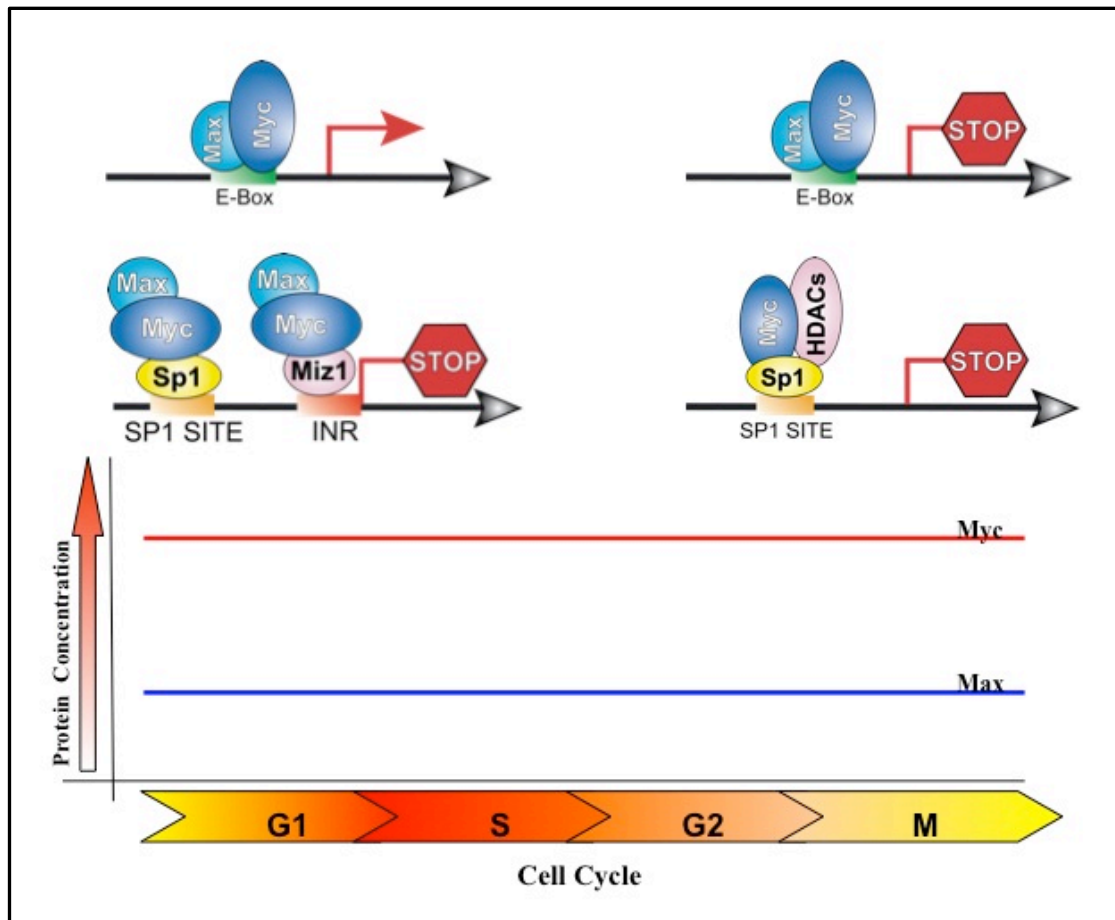 Max
Myc
E-Box
Max
Myc
STOP
E-Box
Max
Myc
Sp1
SP1 SITE
Max
Myc
Miz1
STOP
INR
Myc
HDACs
Sp1
STOP
SP1 SITE
Protein Concentration
Myc
Max
G1 S G2 M
Cell Cycle